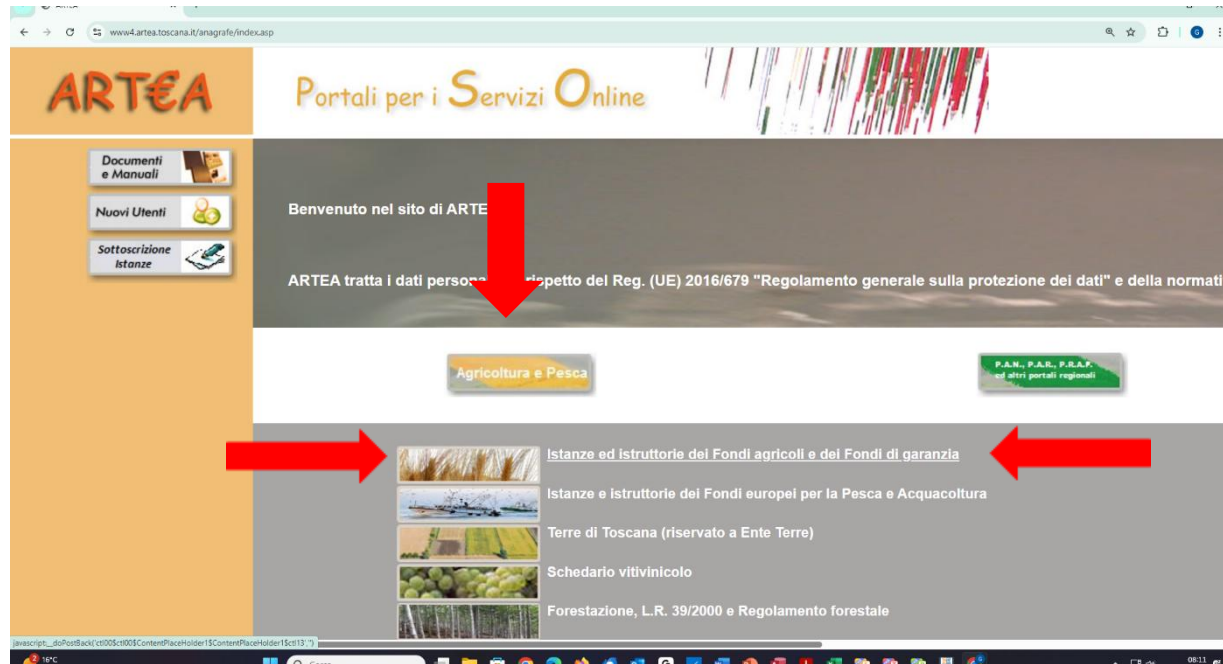 www4.artea.toscana.it/anagrafe/index.asp
G
ART€A
Portali per i Servizi Online
Documenti
e Manuali
Nuovi Utenti
Sottoscrizione
Istanze
Benvenuto nel sito di ARTE
ARTEA tratta i dati persona rispetto del Reg. (UE) 2016/679 "Regolamento generale sulla protezione dei dati" e della normati
Agricoltura e Pesca
P.A.N., P.A.R., P.R.A.F.
ed altri portali regionali
Istanze ed istruttorie dei Fondi agricoli e dei Fondi di garanzia
Istanze e istruttorie dei Fondi europei per la Pesca e Acquacoltura
Terre di Toscana (riservato a Ente Terre)
Schedario vitivinicolo
Forestazione, L.R. 39/2000 e Regolamento forestale
javascript:__doPostBack('ctl00$ctl00$ContentPlaceHolder1$ContentPlaceHolder1$ctl13','')
16°C
08:11